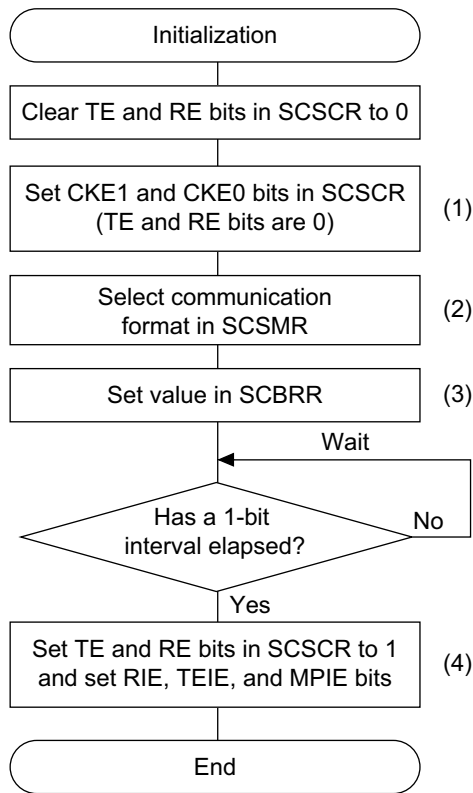 Initialization
Clear TE and RE bits in SCSCR to 0
Set CKE1 and CKE0 bits in SCSCR
(TE and RE bits are 0)
(1)
Select communication
format in SCSMR
(2)
Set value in SCBRR
(3)
Wait
Has a 1-bit
interval elapsed?
No
Yes
Set TE and RE bits in SCSCR to 1
and set RIE, TEIE, and MPIE bits
(4)
End